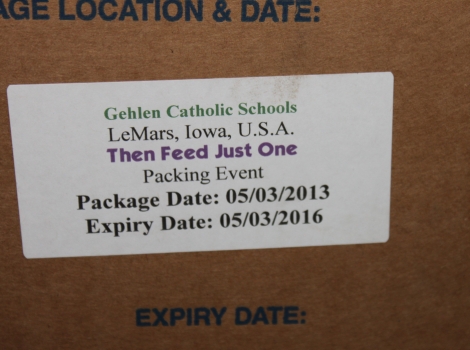 AGE LOCATION & DATE:
Gehlen Catholic Schools
LeMars, Iowa, U.S.A.
Then Feed Just One
Packing Event
Package Date: 05/03/2013
Expiry Date: 05/03/2016
EXPIRY DATE: